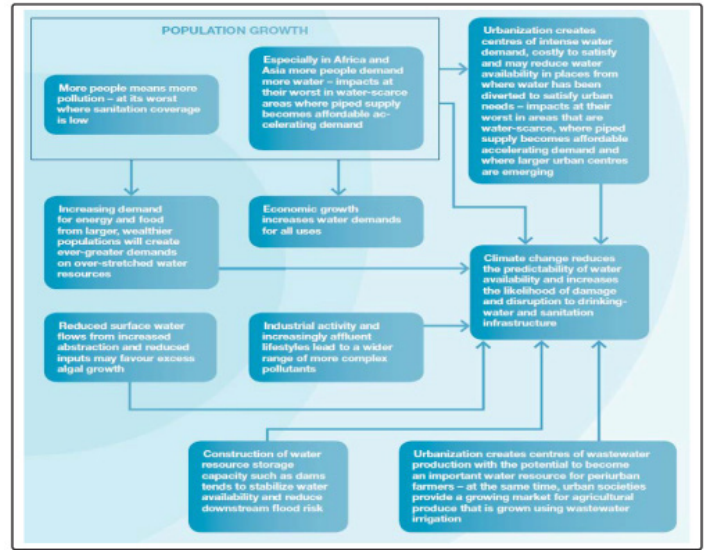 POPULATION GROWTH
More people means more
pollution – at its worst
where sanitation coverage
is low
Especially in Africa and
Asia more people demand
more water – impacts at
their worst in water-scarce
areas where piped supply
becomes affordable ac-
celerating demand
Urbanization creates
centres of intense water
demand, costly to satisfy
and may reduce water
availability in places from
where water has been
diverted to satisfy urban
needs – impacts at their
worst in areas that are
water-scarce, where piped
supply becomes affordable
accelerating demand and
where larger urban centres
are emerging
Increasing demand
for energy and food
from larger, wealthier
populations will create
ever-greater demands
on over-stretched water
resources
Economic growth
increases water demands
for all uses
Climate change reduces
the predictability of water
availability and increases
the likelihood of damage
and disruption to drinking-
water and sanitation
infrastructure
Reduced surface water
flows from increased
abstraction and reduced
inputs may favour excess
algal growth
Industrial activity and
increasingly affluent
lifestyles lead to a wider
range of more complex
pollutants
Construction of water
resource storage
capacity such as dams
tends to stabilize water
availability and reduce
downstream flood risk
Urbanization creates centres of wastewater
production with the potential to become
an important water resource for periurban
farmers – at the same time, urban societies
provide a growing market for agricultural
produce that is grown using wastewater
irrigation